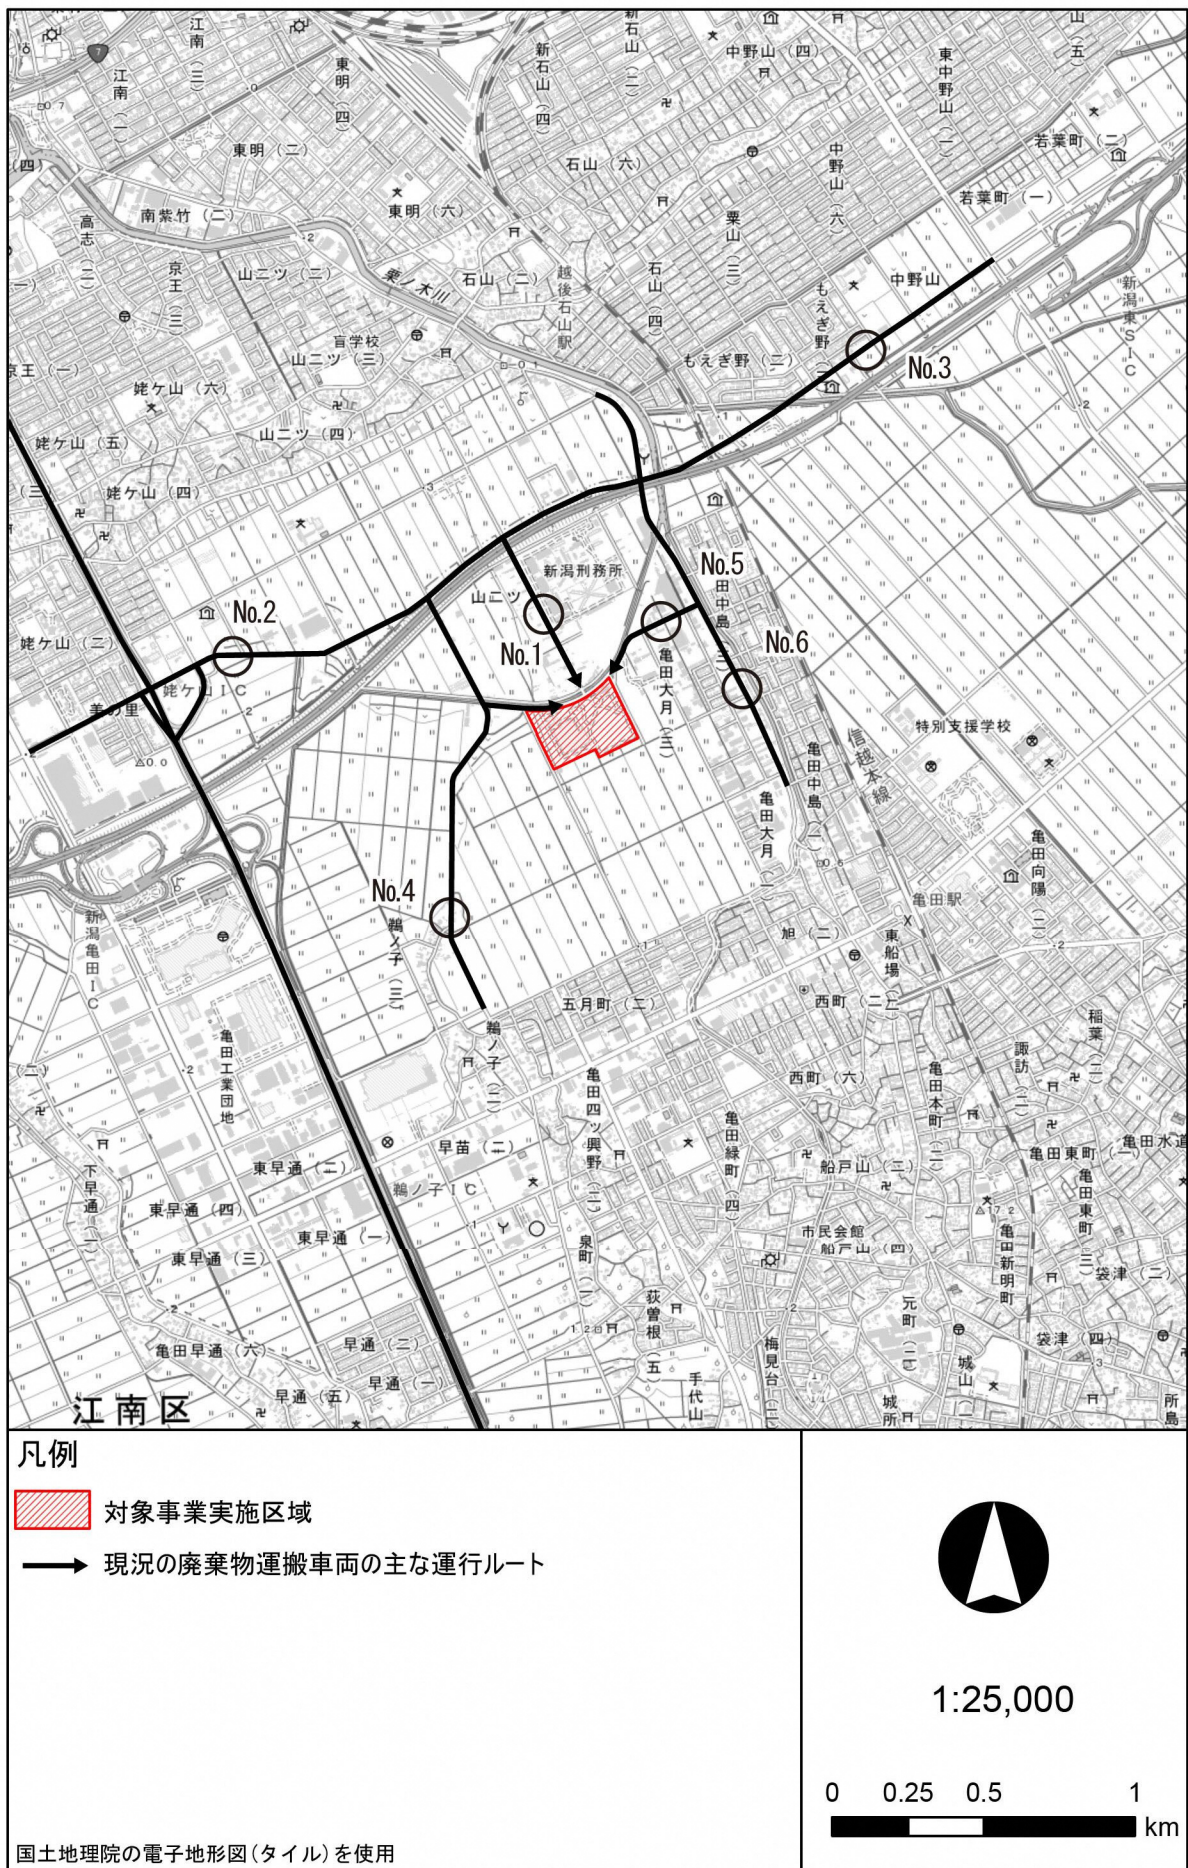 江南（三）
東明（四）
新石山（四）
新石山（二）
中野山（四）
東中野山（一）
7
江南（一）
東明（二）
石山（六）
中野山（六）
若葉町（二）
若葉町（一）
南紫竹（二）
東明（六）
高志（二）
京王（三）
山二ツ（二）
栗ノ木川
石山（二）
越後石山駅
石山（四）
栗山（三）
中野山
新潟東SIC
盲学校
山二ツ（三）
もえぎ野（二）
No.3
京王（一）
姥ケ山（六）
姥ケ山（五）
山二ツ（四）
姥ケ山（四）
新潟刑務所
山二ツ
No.5
No.2
No.1
姥ケ山（二）
No.6
姥ケ山IC
美の里
亀田大月（三）
特別支援学校
信越本線
亀田中島（一）
亀田大月（二）
亀田向陽（二）
No.4
鵜ノ子（三）
新潟亀田IC
亀田駅
旭（二）
東船場
五月町（二）
西町（二）
稲葉（二）
亀田工業団地
鵜ノ子（二）
諏訪（二）
西町（六）
亀田四ツ興野（二）
亀田本町（二）
亀田緑町（四）
早苗（二）
亀田東町（一）
亀田水道
東早通（二）
船戸山（二）
下早通（一）
鵜ノ子IC
亀田東町（三）
東早通（四）
東早通（一）
市民会館
船戸山（四）
東早通（三）
泉町（一）
亀田新明町
袋津（二）
荻曽根（五）
元町（二）
袋津（四）
亀田早通（六）
早通（二）
梅見台（一）
早通（一）
手代山
城山（一）
早通（五）
城所
所島
江南区
凡例
対象事業実施区域
現況の廃棄物運搬車両の主な運行ルート
1:25,000
0 0.25 0.5 1
km
国土地理院の電子地形図（タイル）を使用